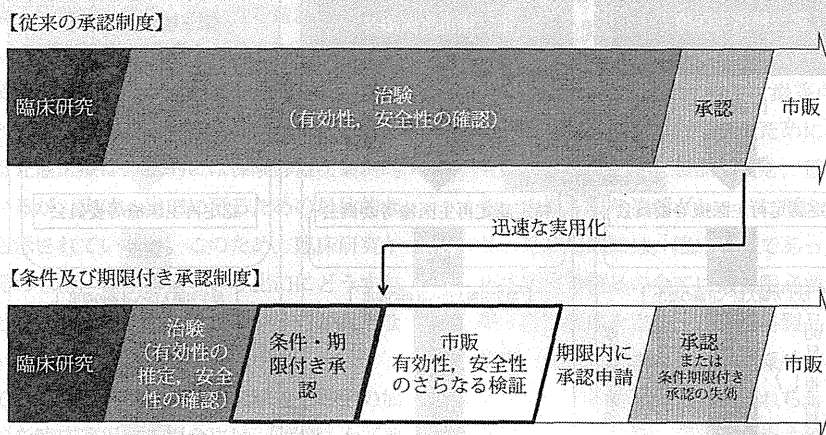 【従来の承認制度】
臨床研究
治験
(有効性，安全性の確認)
承認
市販
迅速な実用化
【条件及び期限付き承認制度】
臨床研究
治験
(有効性の
推定，安全
性の確認)
条件・期
限付き承
認
市販
有効性，安全性
のさらなる検証
期限内に
承認申請
承認
または
条件期限付き
承認の失効
市販